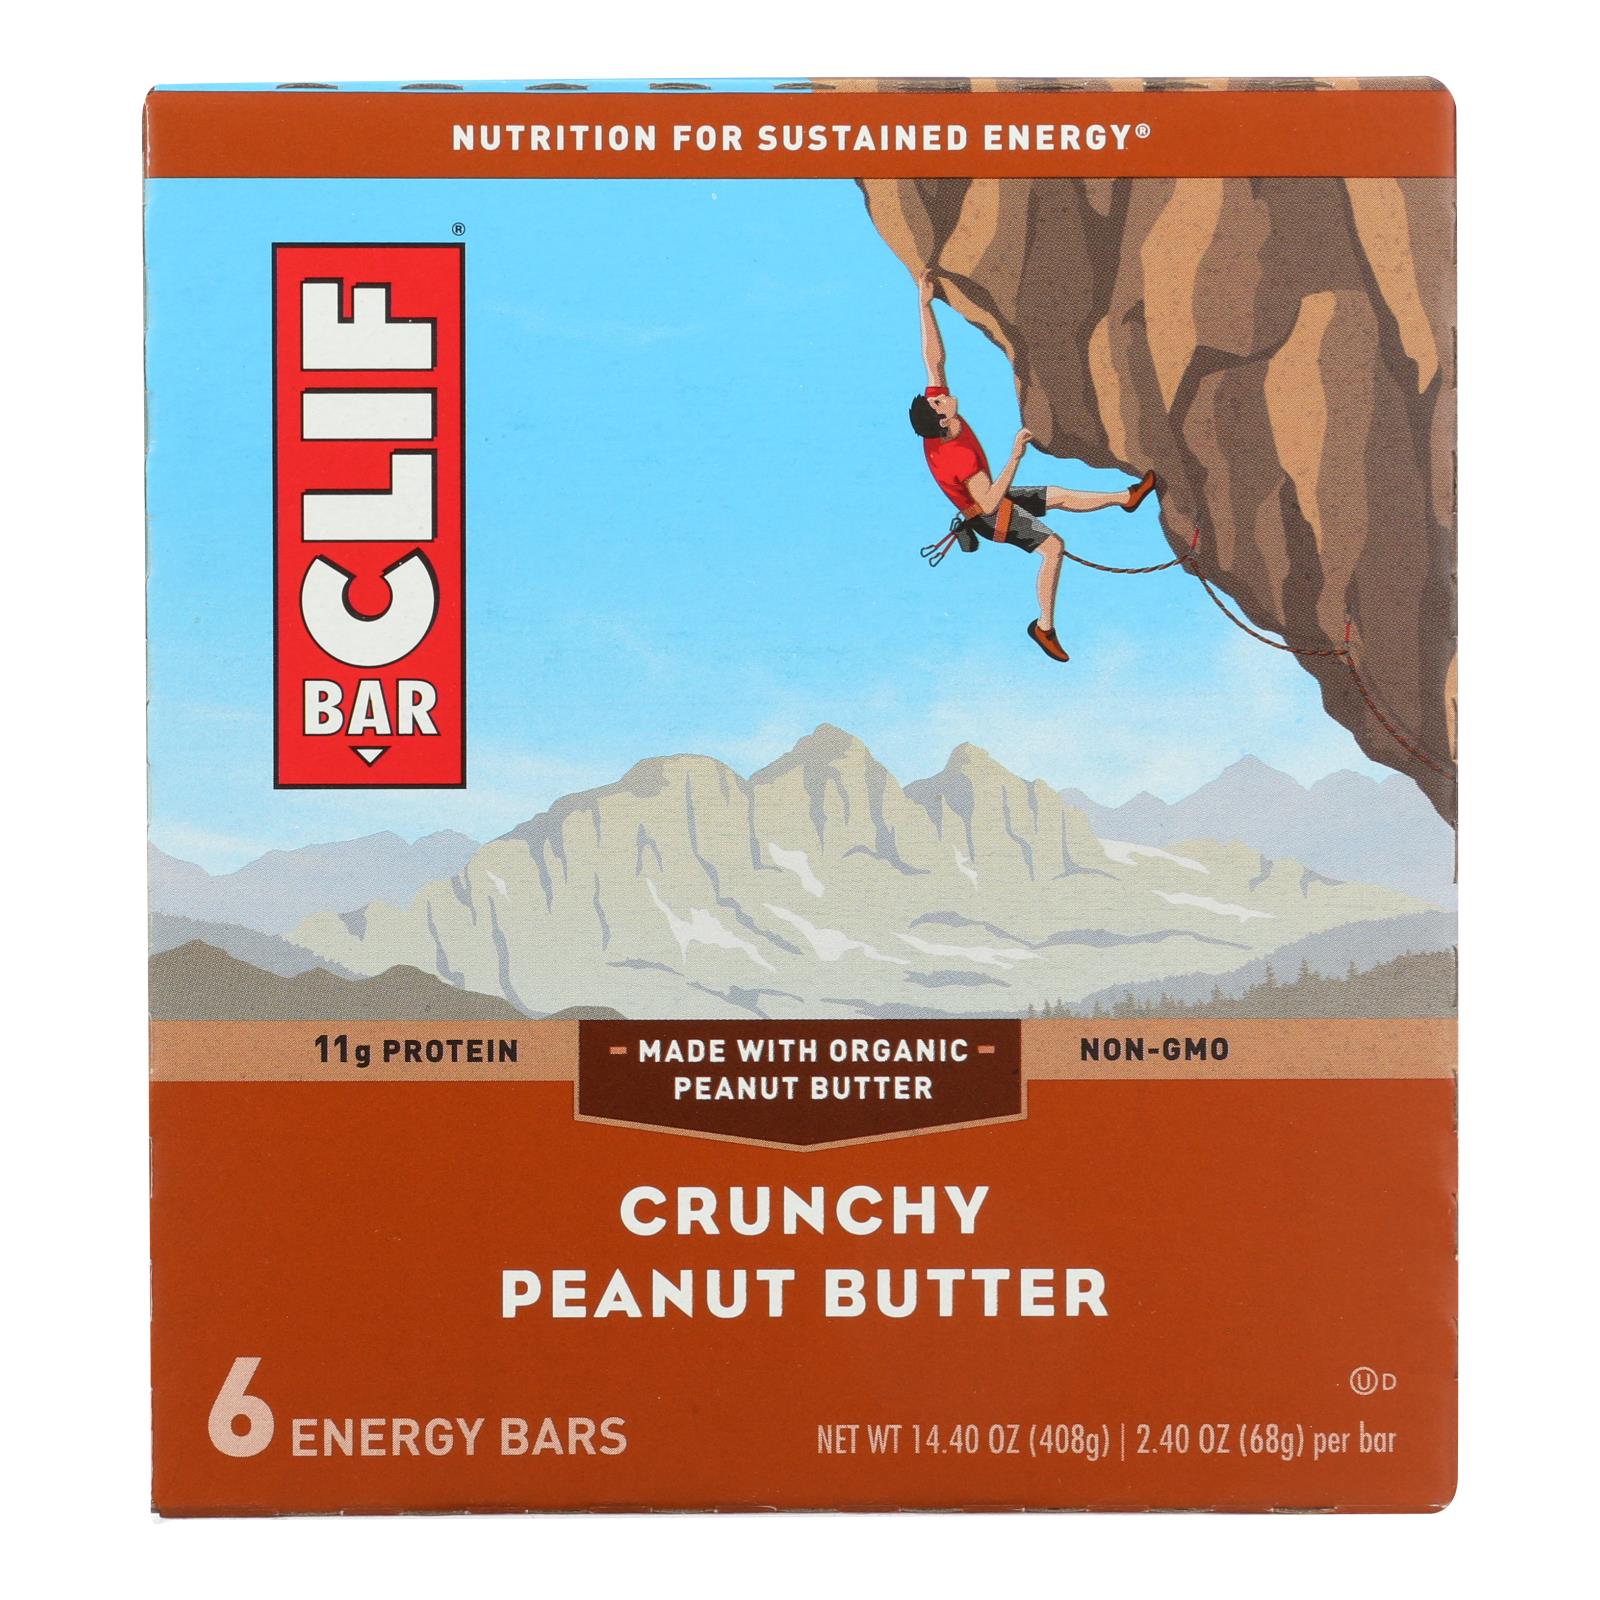 NUTRITION FOR SUSTAINED ENERGY®
CLIF®
BAR
11g PROTEIN
- MADE WITH ORGANIC -
PEANUT BUTTER
NON-GMO
CRUNCHY
PEANUT BUTTER
6 ENERGY BARS
Ⓤ D
NET WT 14.40 OZ (408g) | 2.40 OZ (68g) per bar